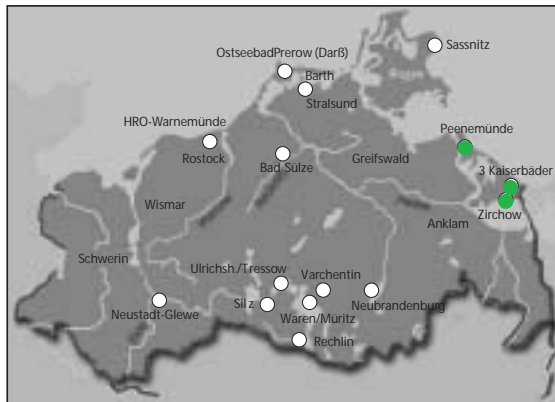 OstseebadPrerow (Darß)
Sassnitz
Barth
Stralsund
HRO-Warnemünde
Peenemünde
Rostock
Bad Sülze
Greifswald
3 Kaiserbäder
Wismar
Zirchow
Anklam
Schwerin
Ulrichsh./Tressow
Varchentin
Neustadt-Glewe
Silz
Waren/Müritz
Neubrandenburg
Rechlin